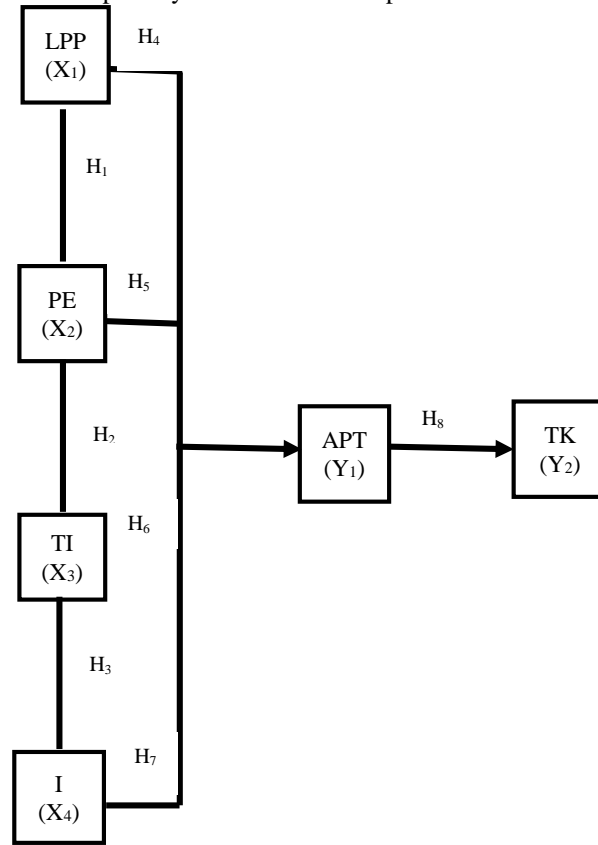 LPP
(X₁)
H₄
H₁
PE
(X₂)
H₅
H₂
APT
(Y₁)
H₈
TK
(Y₂)
TI
(X₃)
H₆
H₃
I
(X₄)
H₇